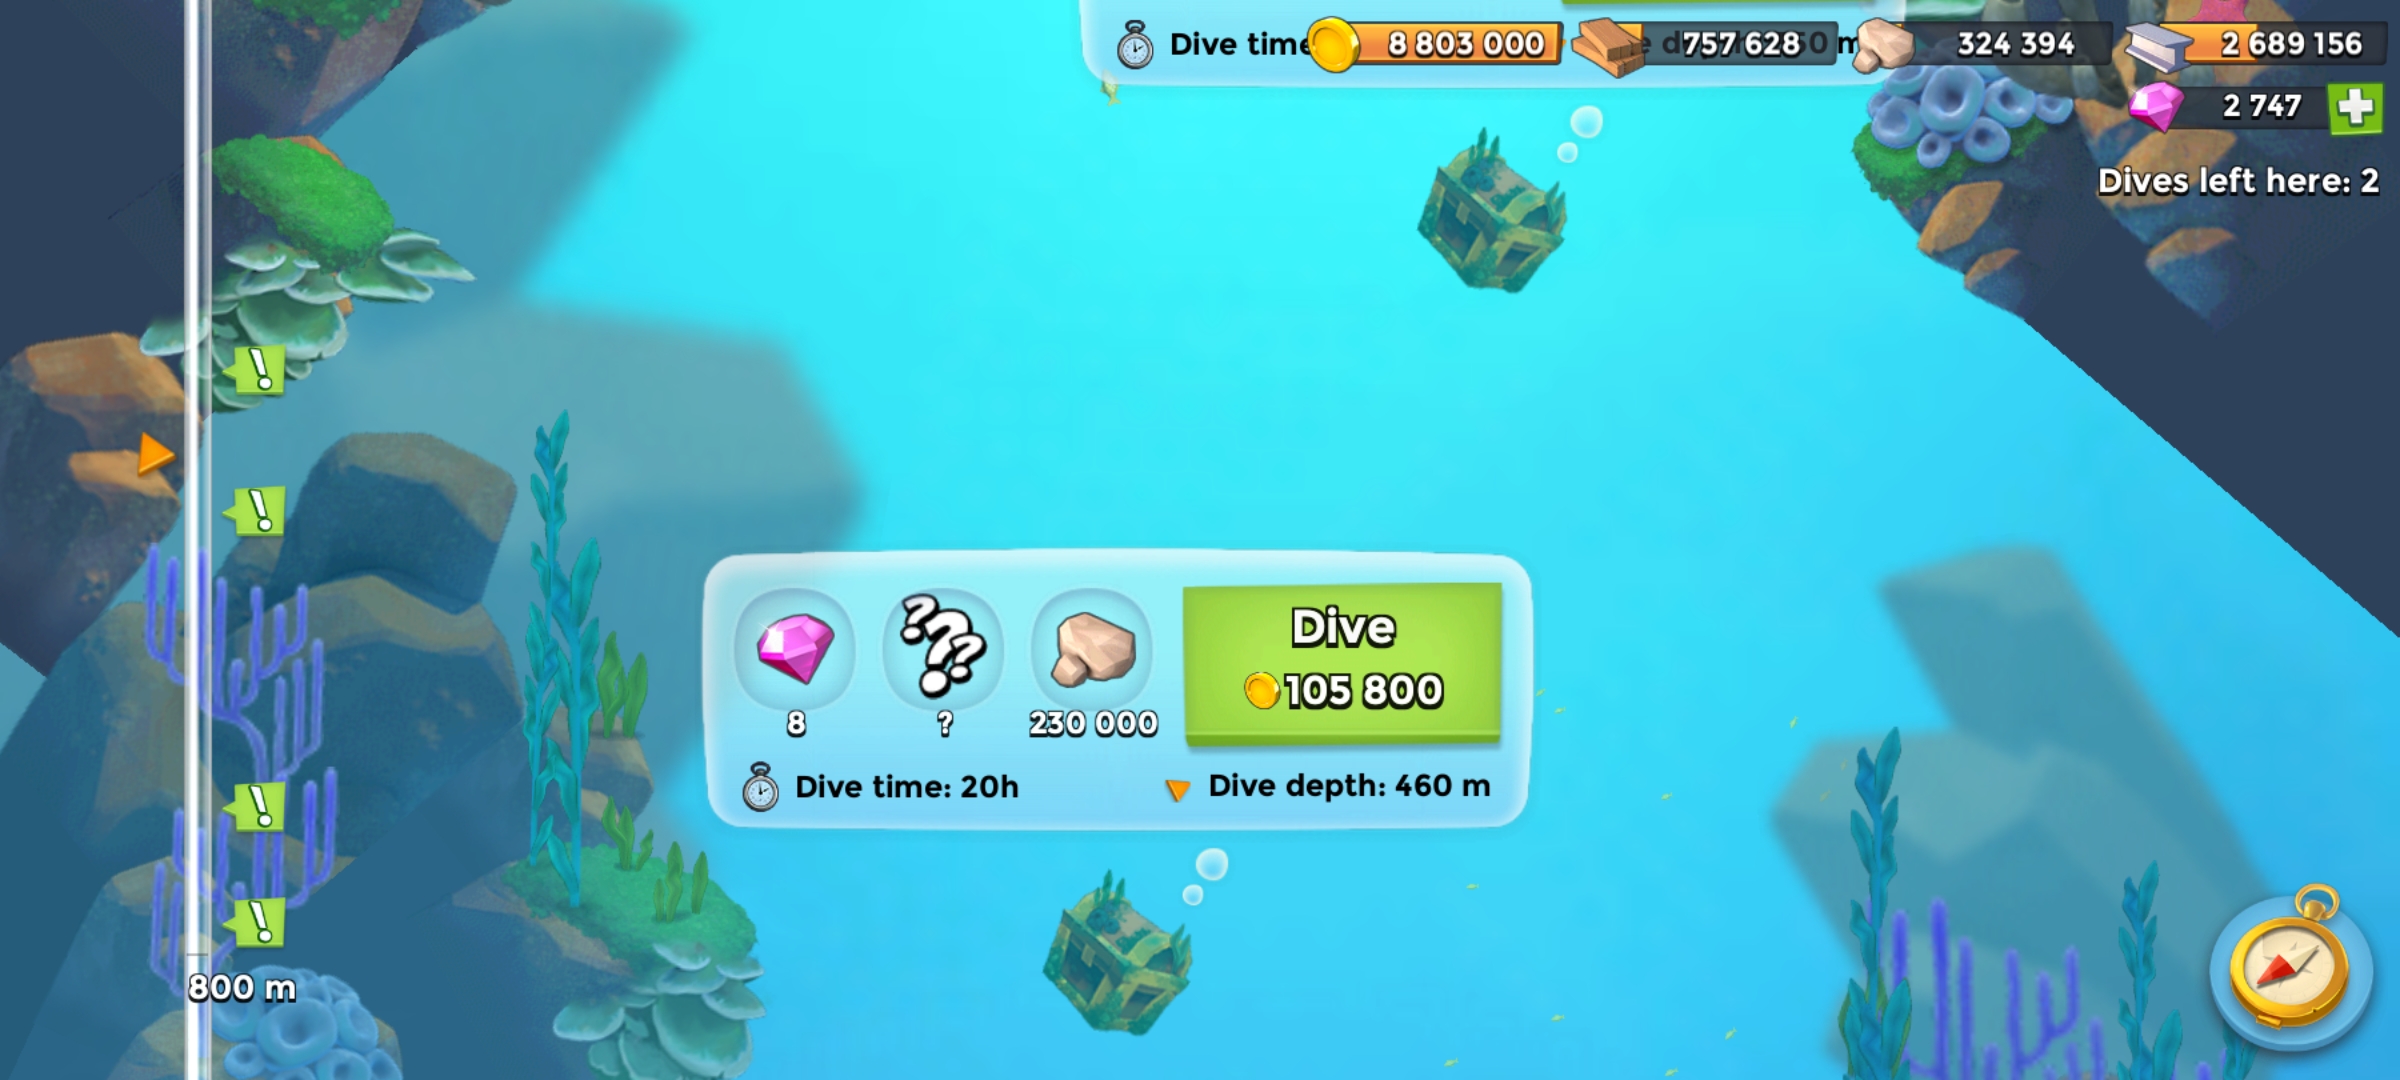 Dive time
8 803 000
757 628
324 394
2 689 156
2 747
Dives left here: 2
!
!
Dive
105 800
8
?
230 000
Dive time: 20h
Dive depth: 460 m
!
!
800 m